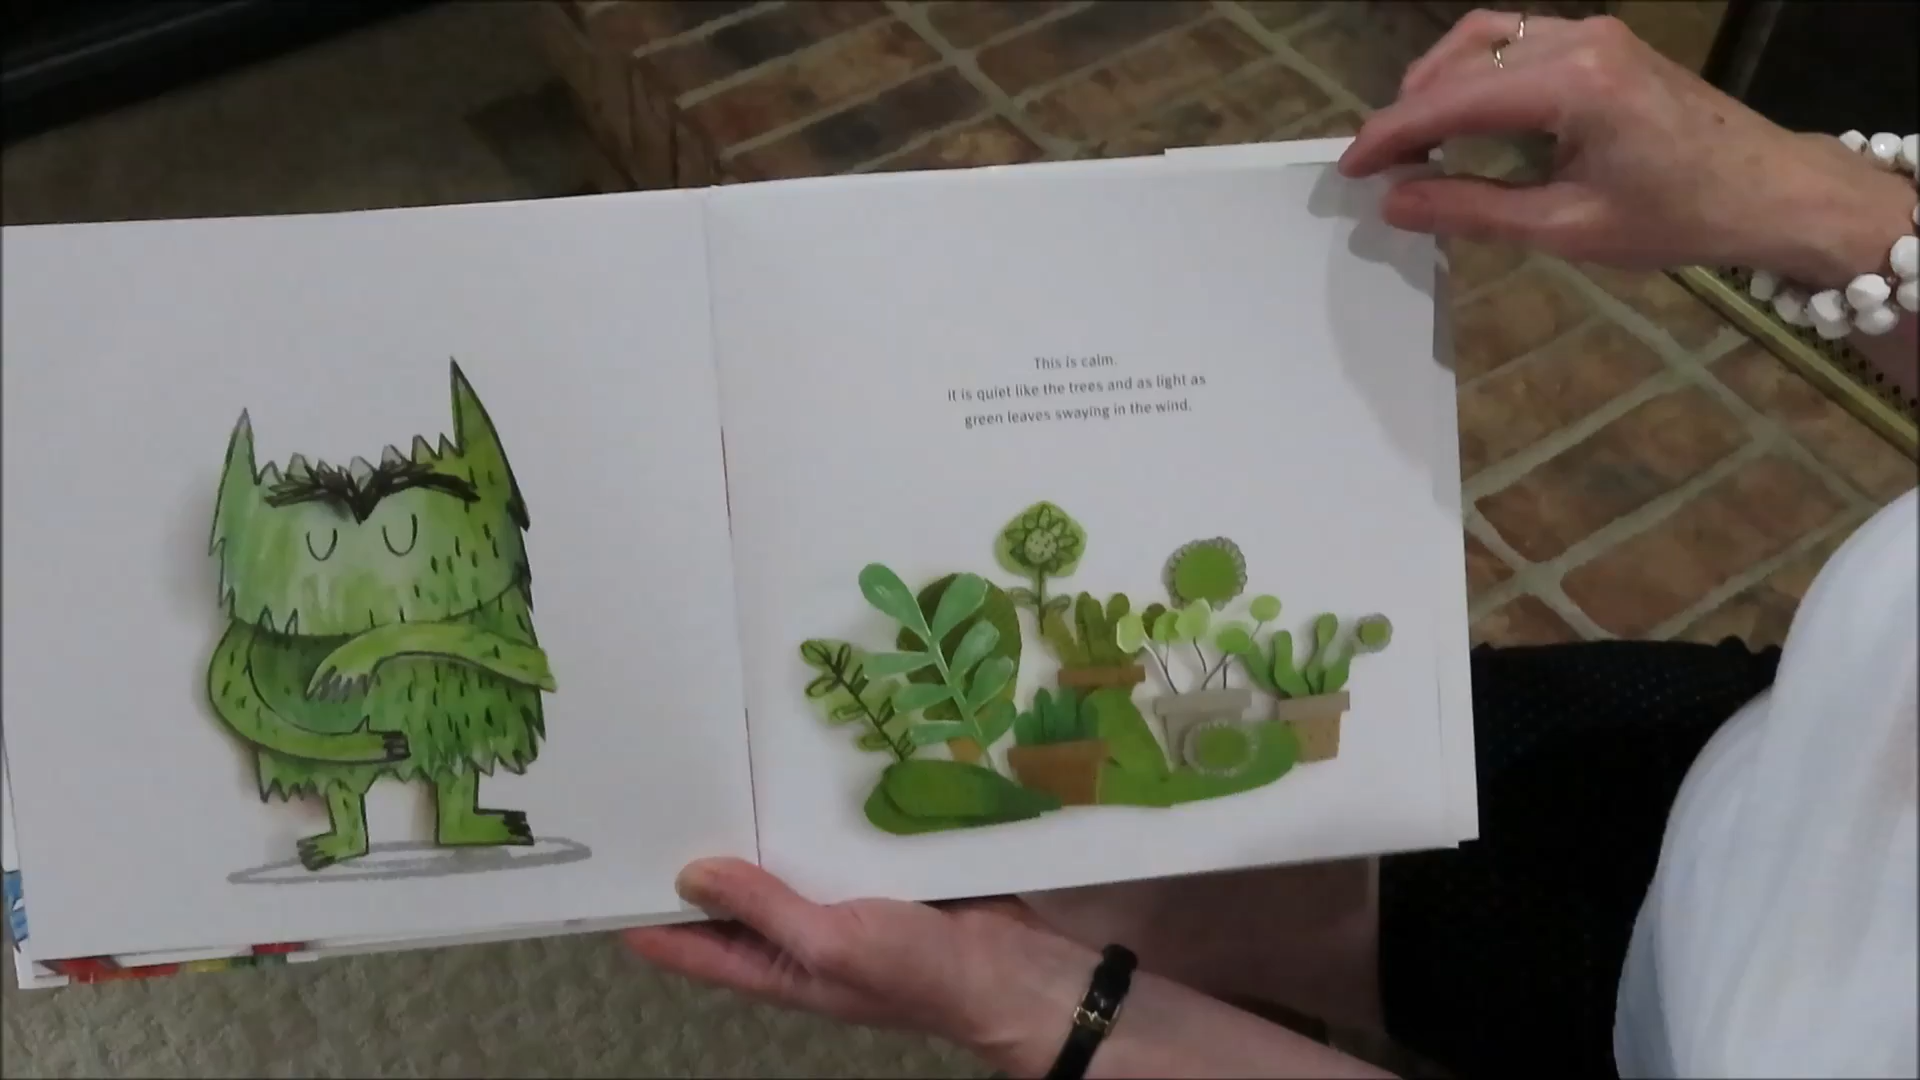 This is calm.
It is quiet like the trees and as light as
green leaves swaying in the wind.